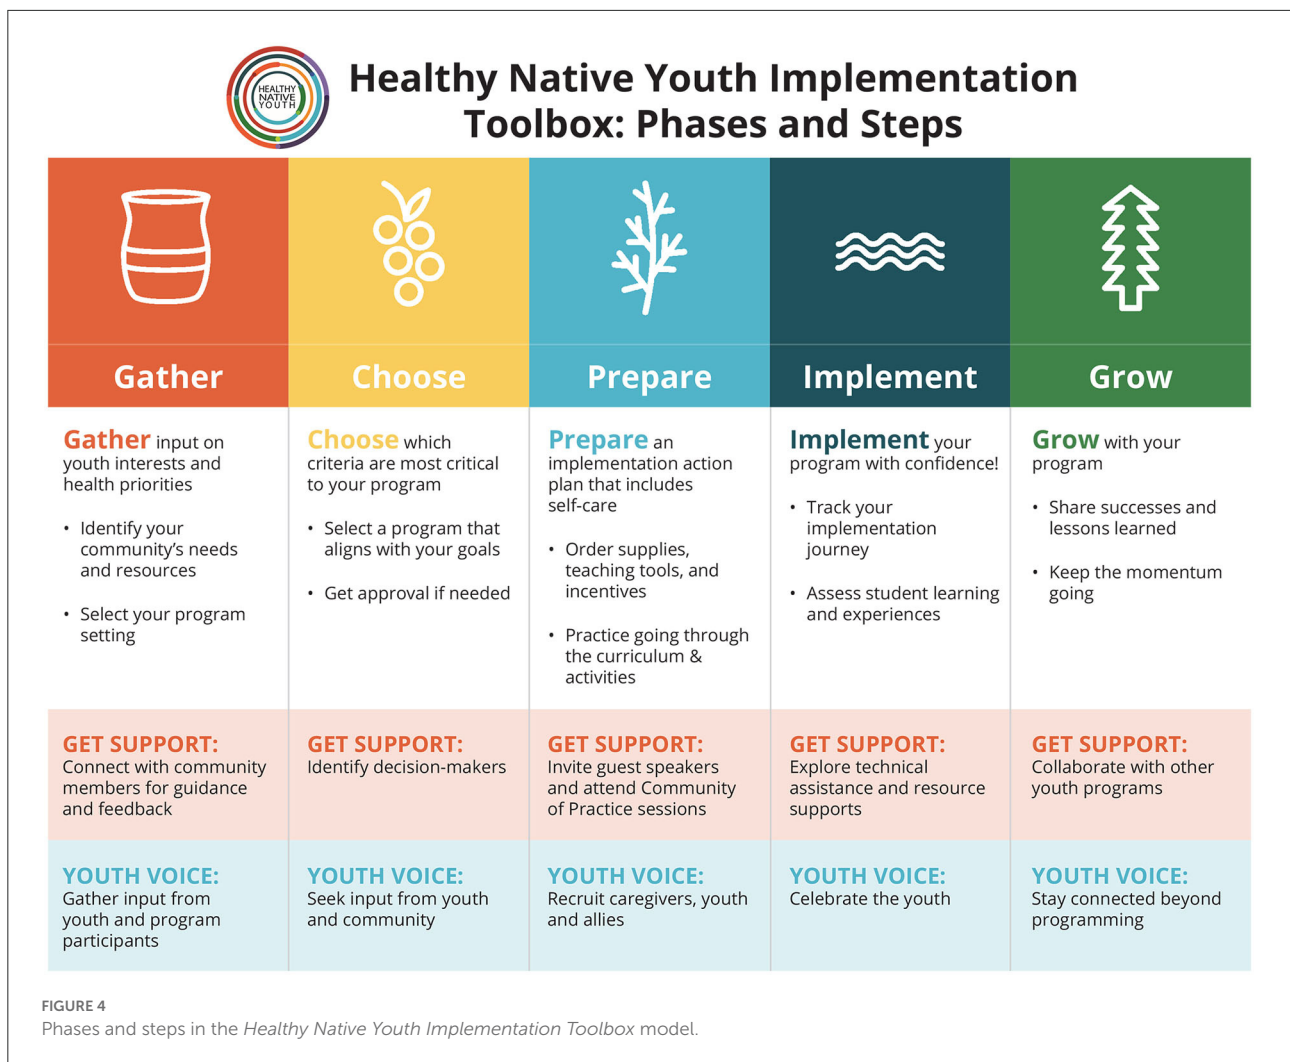 HEALTHY
NATIVE
YOUTH
Healthy Native Youth Implementation
Toolbox: Phases and Steps
Gather
Choose
Prepare
Implement
Grow
Gather input on
youth interests and
health priorities
• Identify your
community's needs
and resources
• Select your program
setting
Choose which
criteria are most critical
to your program
• Select a program that
aligns with your goals
• Get approval if needed
Prepare an
implementation action
plan that includes
self-care
• Order supplies,
teaching tools, and
incentives
• Practice going through
the curriculum &
activities
Implement your
program with confidence!
• Track your
implementation
journey
• Assess student learning
and experiences
Grow with your
program
• Share successes and
lessons learned
• Keep the momentum
going
GET SUPPORT:
Connect with community
members for guidance
and feedback
GET SUPPORT:
Identify decision-makers
GET SUPPORT:
Invite guest speakers
and attend Community
of Practice sessions
GET SUPPORT:
Explore technical
assistance and resource
supports
GET SUPPORT:
Collaborate with other
youth programs
YOUTH VOICE:
Gather input from
youth and program
participants
YOUTH VOICE:
Seek input from youth
and community
YOUTH VOICE:
Recruit caregivers, youth
and allies
YOUTH VOICE:
Celebrate the youth
YOUTH VOICE:
Stay connected beyond
programming
FIGURE 4
Phases and steps in the Healthy Native Youth Implementation Toolbox model.